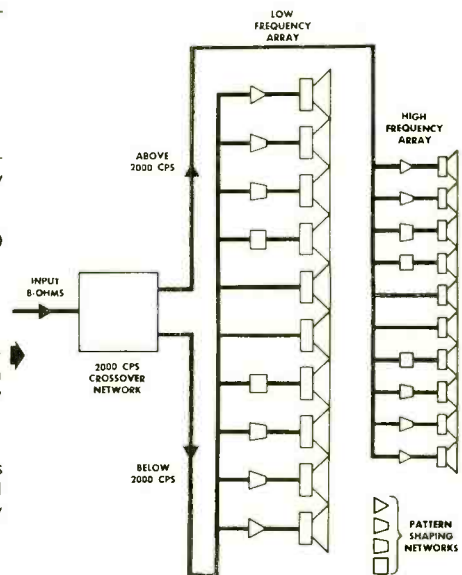 LOW
FREQUENCY
ARRAY
HIGH
FREQUENCY
ARRAY
ABOVE
2000 CPS
INPUT
8-OHMS
2000 CPS
CROSSOVER
NETWORK
BELOW
2000 CPS
PATTERN
SHAPING
NETWORKS